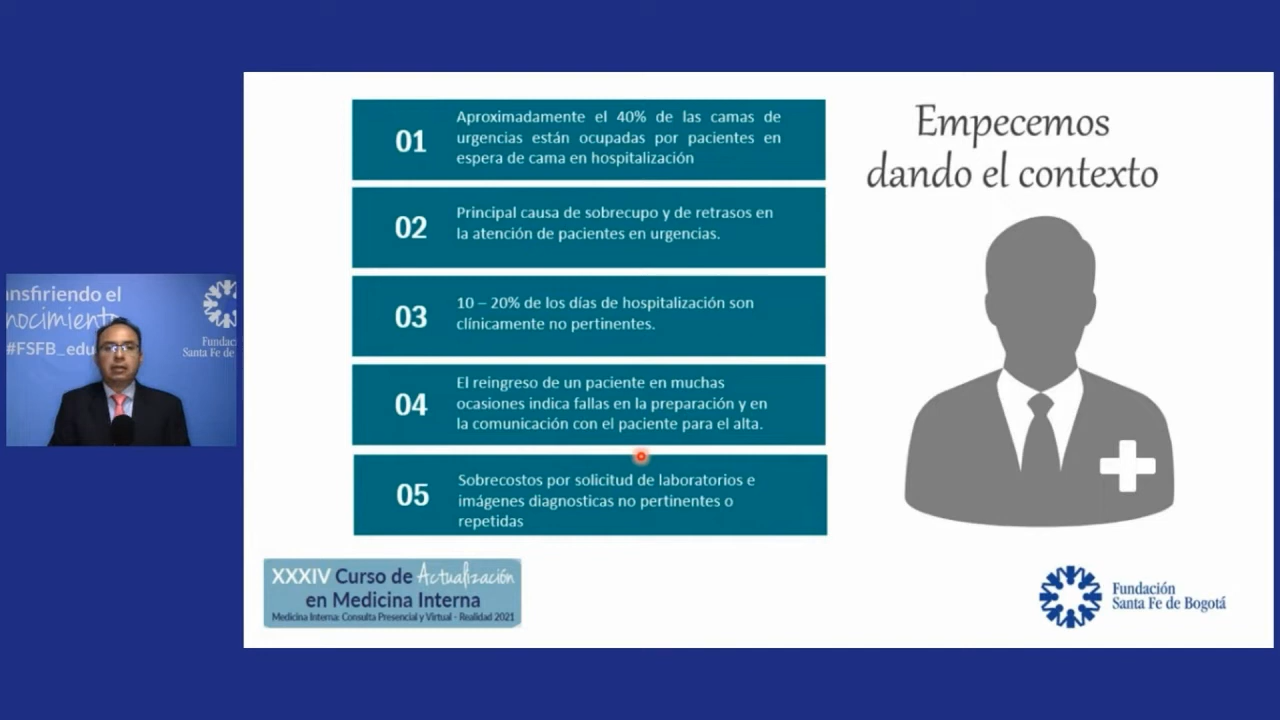 nsfiriendo el
nocimiento
#FSFB_edu
Fundac
Santa Fe de
01
Aproximadamente el 40% de las camas de
urgencias están ocupadas por pacientes en
espera de cama en hospitalización
02
Principal causa de sobrecupo y de retrasos en
la atención de pacientes en urgencias.
03
10 – 20% de los días de hospitalización son
clínicamente no pertinentes.
04
El reingreso de un paciente en muchas
ocasiones indica fallas en la preparación y en
la comunicación con el paciente para el alta.
05
Sobrecostos por solicitud de laboratorios e
imágenes diagnosticas no pertinentes o
repetidas
Empecemos
dando el contexto
XXXIV Curso de Actualización
en Medicina Interna
Medicina Interna: Consulta Presencial y Virtual - Realidad 2021
Fundación
Santa Fe de Bogotá